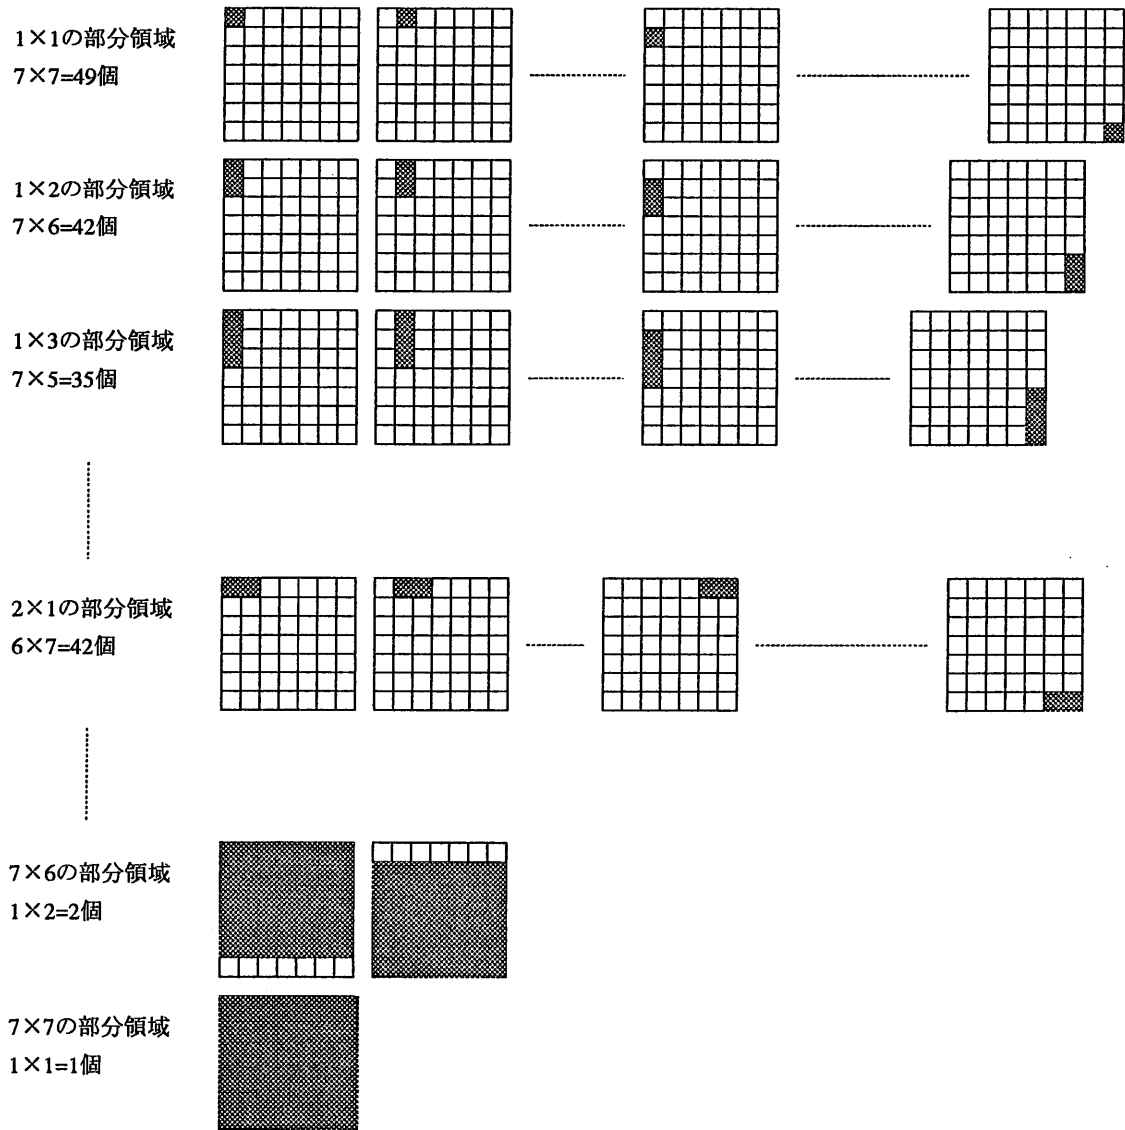 1×1の部分領域
7×7=49個
1×2の部分領域
7×6=42個
1×3の部分領域
7×5=35個
2×1の部分領域
6×7=42個
7×6の部分領域
1×2=2個
7×7の部分領域
1×1=1個